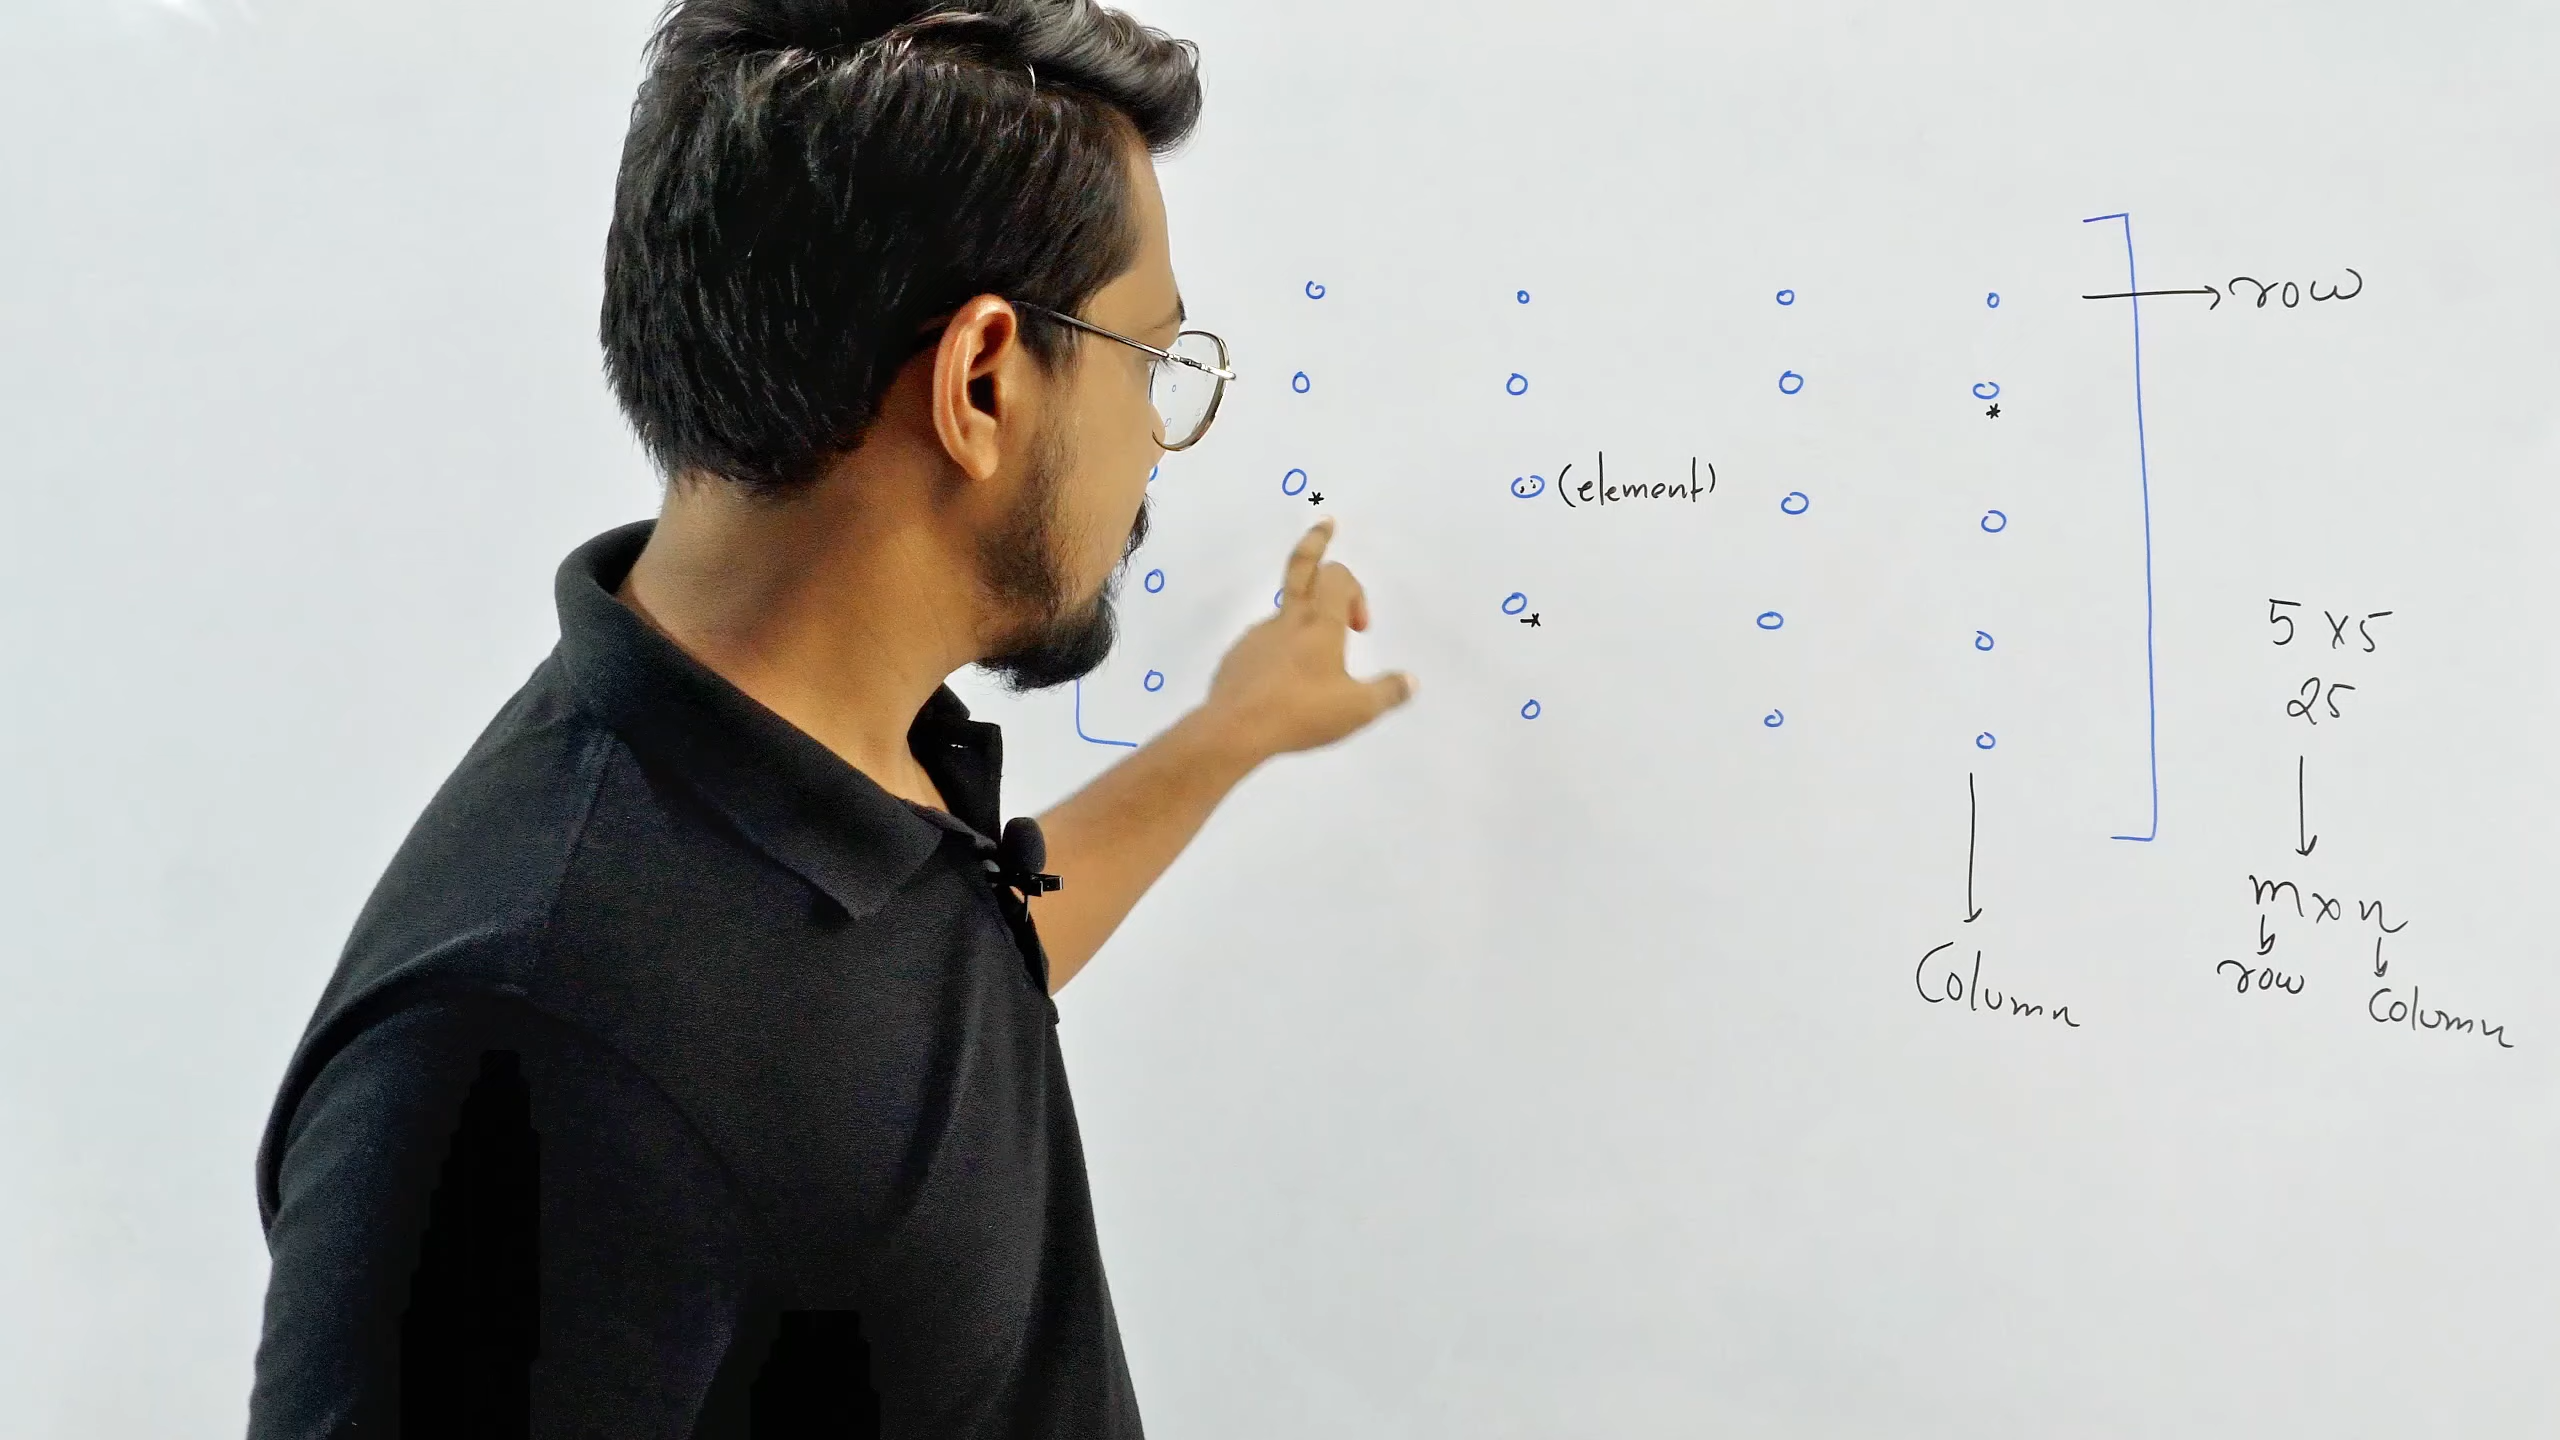 row
*
* (element)
*
5 x 5
25
m x n
row column
Column